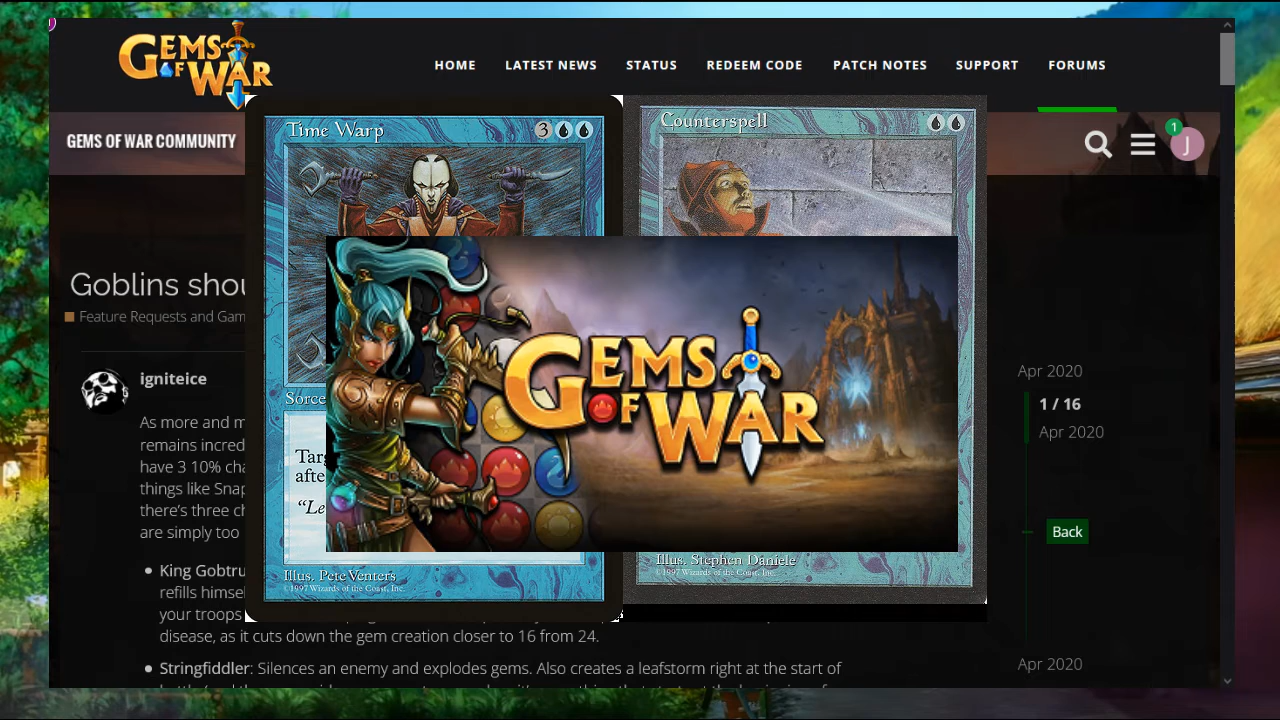 GEMS OF WAR
HOME LATEST NEWS STATUS REDEEM CODE PATCH NOTES SUPPORT FORUMS
GEMS OF WAR COMMUNITY
1
J
Time Warp 3
Counterspell
Goblins shou
Feature Requests and Gam
igniteice
As more and m
remains incred
have 3 10% cha
things like Snap
there's three ch
are simply too
King Gobtru
refills himsel
your troops
disease, as it cuts down the gem creation closer to 16 from 24.
Stringfiddler: Silences an enemy and explodes gems. Also creates a leafstorm right at the start of
Sorce
Targ
afte
“Le
Illus. Pete Venters
©1997 Wizards of the Coast, Inc.
GEMS OF WAR
Illus. Stephen Daniele
©1997 Wizards of the Coast, Inc.
Apr 2020
1 / 16
Apr 2020
Back
Apr 2020